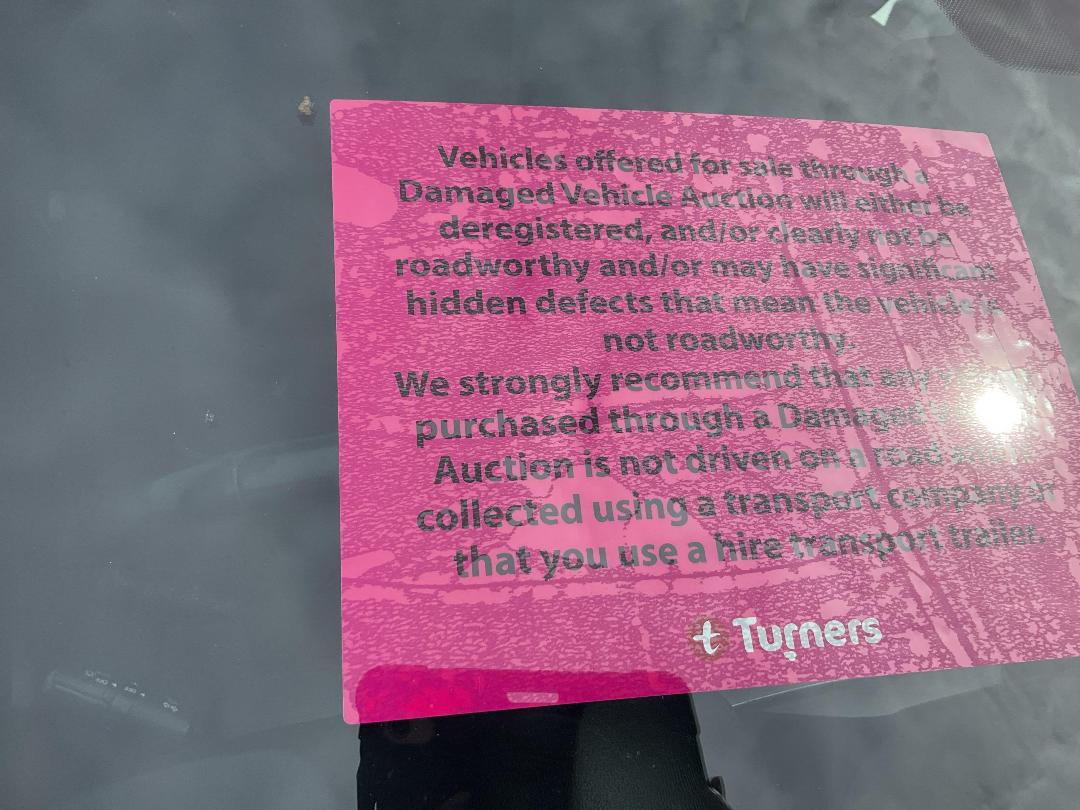 Vehicles offered for sale through a
Damaged Vehicle Auction will either be
deregistered, and/or clearly not be
roadworthy and/or may have significant
hidden defects that mean the vehicle is
not roadworthy.
We strongly recommend that any
purchased through a Damaged
Auction is not driven on a road
collected using a transport company or
that you use a hire transport trailer.
t Turners